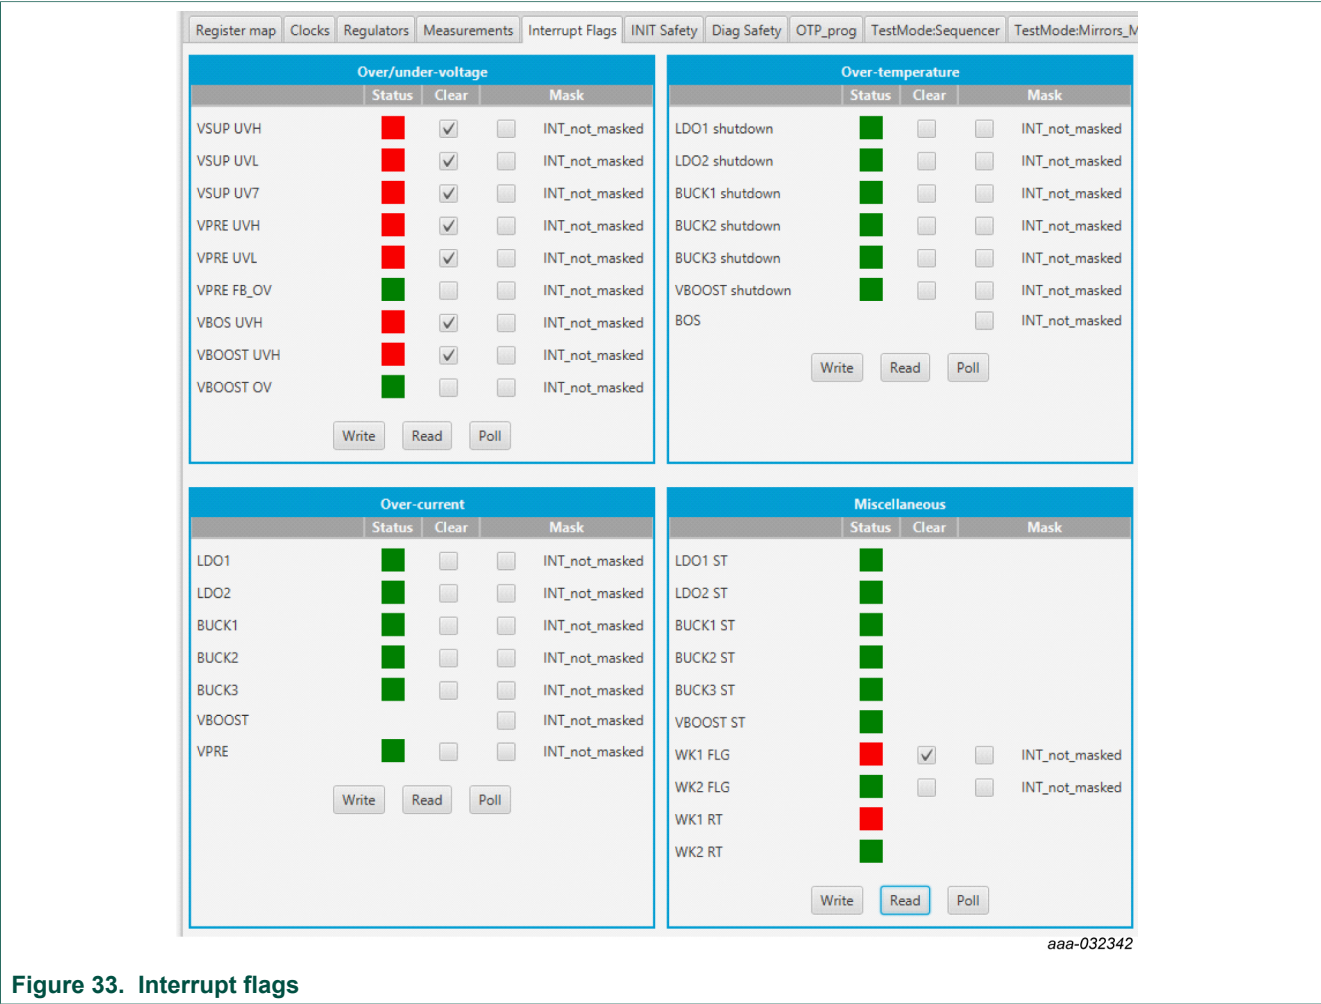 Register map Clocks Regulators Measurements Interrupt Flags INIT Safety Diag Safety OTP_prog TestMode:Sequencer TestMode:Mirrors_M
Over/under-voltage
Status Clear Mask
VSUP UVH INT_not_masked
VSUP UVL INT_not_masked
VSUP UV7 INT_not_masked
VPRE UVH INT_not_masked
VPRE UVL INT_not_masked
VPRE FB_OV INT_not_masked
VBOS UVH INT_not_masked
VBOOST UVH INT_not_masked
VBOOST OV INT_not_masked
Write Read Poll
Over-temperature
Status Clear Mask
LDO1 shutdown INT_not_masked
LDO2 shutdown INT_not_masked
BUCK1 shutdown INT_not_masked
BUCK2 shutdown INT_not_masked
BUCK3 shutdown INT_not_masked
VBOOST shutdown INT_not_masked
BOS INT_not_masked
Write Read Poll
Over-current
Status Clear Mask
LDO1 INT_not_masked
LDO2 INT_not_masked
BUCK1 INT_not_masked
BUCK2 INT_not_masked
BUCK3 INT_not_masked
VBOOST INT_not_masked
VPRE INT_not_masked
Write Read Poll
Miscellaneous
Status Clear Mask
LDO1 ST
LDO2 ST
BUCK1 ST
BUCK2 ST
BUCK3 ST
VBOOST ST
WK1 FLG INT_not_masked
WK2 FLG INT_not_masked
WK1 RT
WK2 RT
Write Read Poll
aaa-032342
Figure 33. Interrupt flags